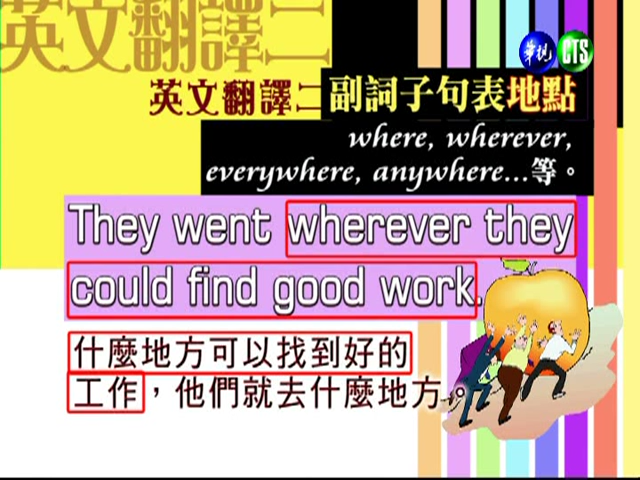 英文翻譯二
華視 CTS
英文翻譯二 副詞子句表地點
where, wherever,
everywhere, anywhere...等。
They went wherever they
could find good work.
什麼地方可以找到好的
工作，他們就去什麼地方。